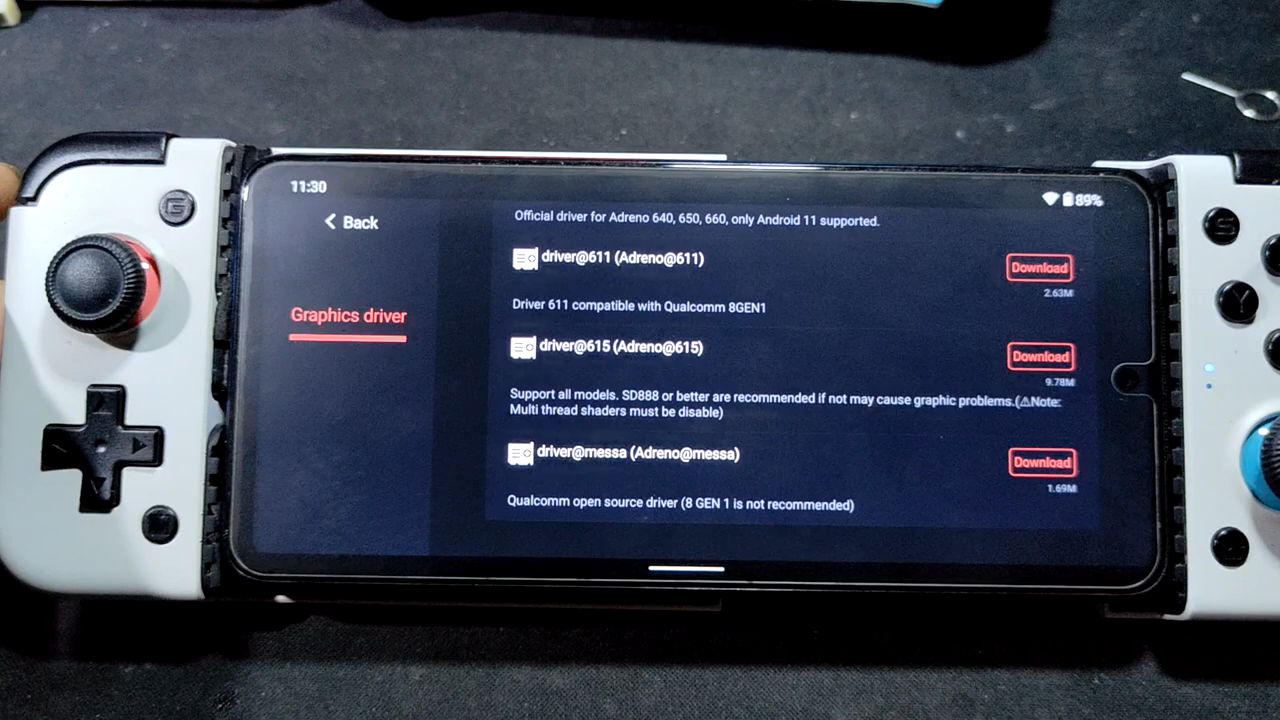 11:30
89%
Back
Graphics driver
Official driver for Adreno 640, 650, 660, only Android 11 supported.
driver@611 (Adreno@611)
Download
2.63M
Driver 611 compatible with Qualcomm 8GEN1
driver@615 (Adreno@615)
Download
9.78M
Support all models. SD888 or better are recommended if not may cause graphic problems.(⚠Note:
Multi thread shaders must be disable)
driver@messa (Adreno@messa)
Download
1.69M
Qualcomm open source driver (8 GEN 1 is not recommended)
G
S
Y